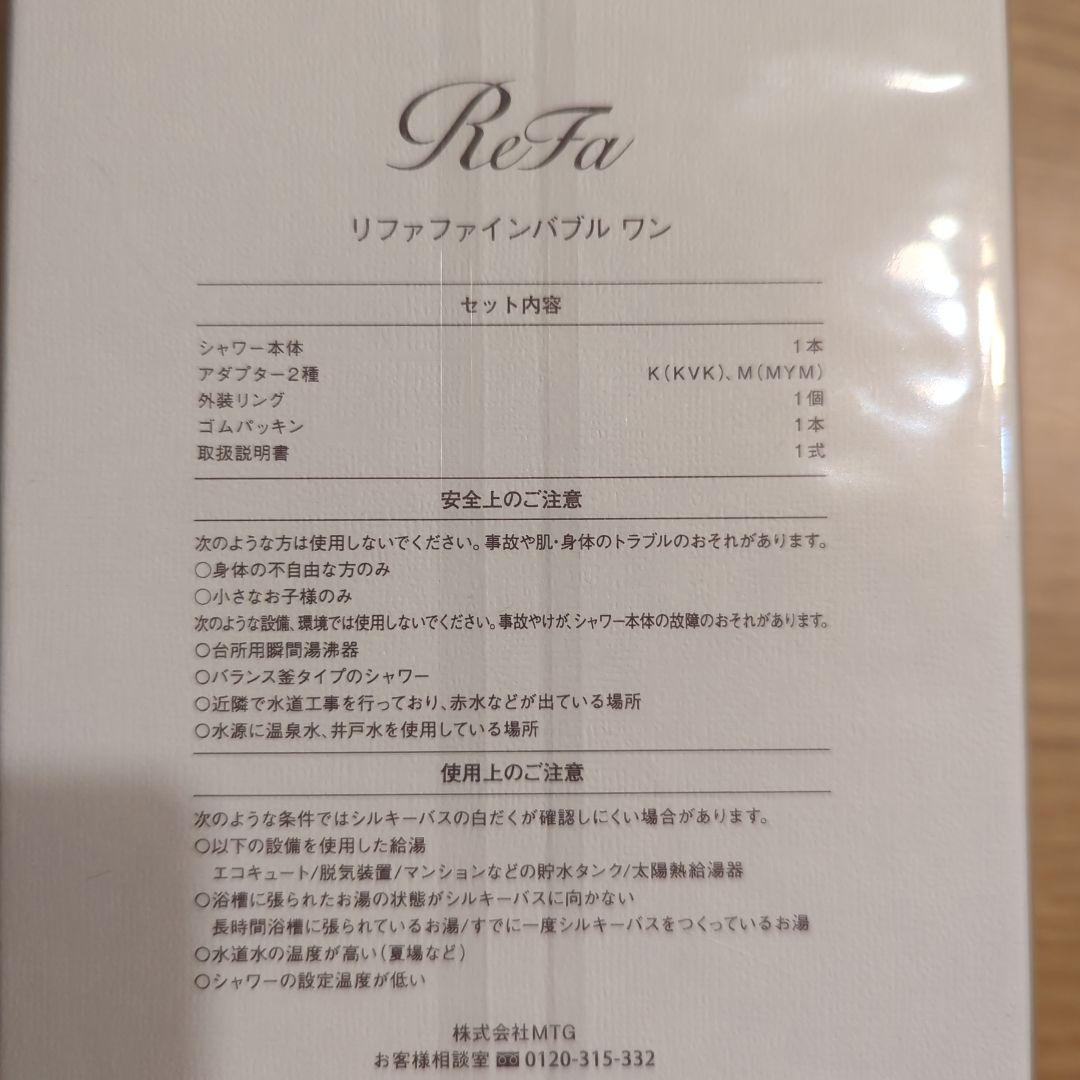 ReFa
リファファインバブル ワン
セット内容
シャワー本体 1本
アダプター2種 K(KVK)、M(MYM)
外装リング 1個
ゴムパッキン 1本
取扱説明書 1式
安全上のご注意
次のような方は使用しないでください。事故や肌・身体のトラブルのおそれがあります。
○身体の不自由な方のみ
○小さなお子様のみ
次のような設備、環境では使用しないでください。事故やけが、シャワー本体の故障のおそれがあります。
○台所用瞬間湯沸器
○バランス釜タイプのシャワー
○近隣で水道工事を行っており、赤水などが出ている場所
○水源に温泉水、井戸水を使用している場所
使用上のご注意
次のような条件ではシルキーバスの白だくが確認しにくい場合があります。
○以下の設備を使用した給湯
エコキュート/脱気装置/マンションなどの貯水タンク/太陽熱給湯器
○浴槽に張られたお湯の状態がシルキーバスに向かない
長時間浴槽に張られているお湯/すでに一度シルキーバスをつくっているお湯
○水道水の温度が高い(夏場など)
○シャワーの設定温度が低い
株式会社MTG
お客様相談室 0120-315-332